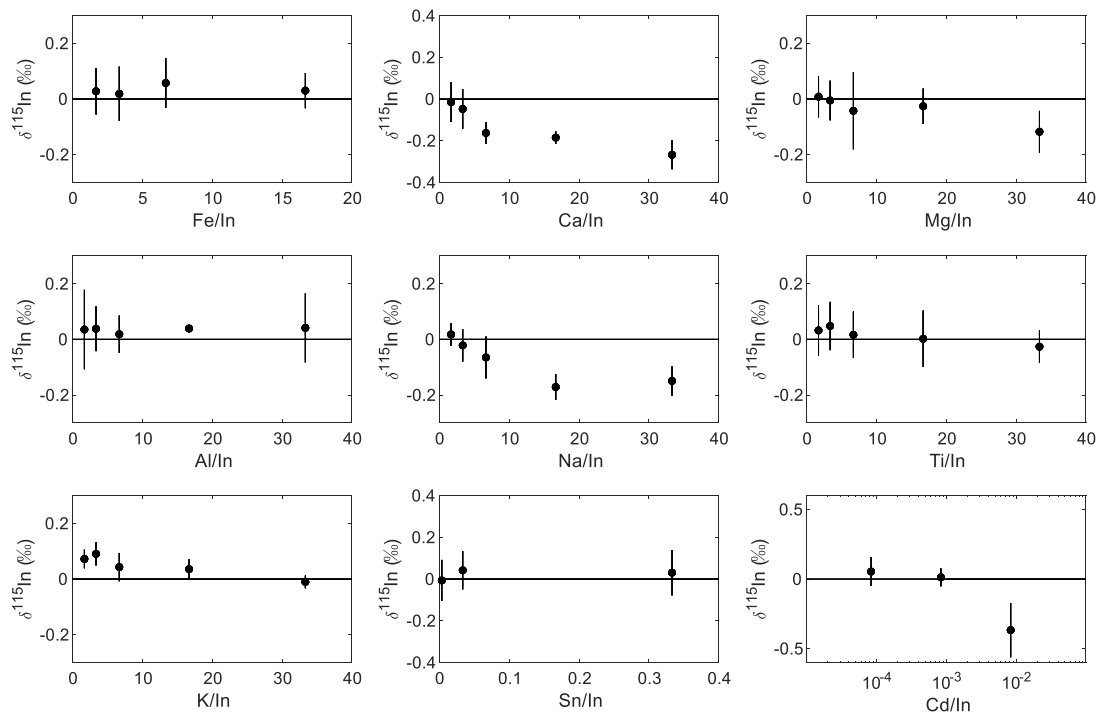 0.2
0
-0.2
δ¹¹⁵In (‰)
0 5 10 15 20
Fe/In
0.4
0.2
0
-0.2
-0.4
δ¹¹⁵In (‰)
0 10 20 30 40
Ca/In
0.2
0
-0.2
δ¹¹⁵In (‰)
0 10 20 30 40
Mg/In
0.2
0
-0.2
δ¹¹⁵In (‰)
0 10 20 30 40
Al/In
0.2
0
-0.2
δ¹¹⁵In (‰)
0 10 20 30 40
Na/In
0.2
0
-0.2
δ¹¹⁵In (‰)
0 10 20 30 40
Ti/In
0.2
0
-0.2
δ¹¹⁵In (‰)
0 10 20 30 40
K/In
0.4
0.2
0
-0.2
-0.4
δ¹¹⁵In (‰)
0 0.1 0.2 0.3 0.4
Sn/In
0.5
0
-0.5
δ¹¹⁵In (‰)
10⁻⁴ 10⁻³ 10⁻²
Cd/In